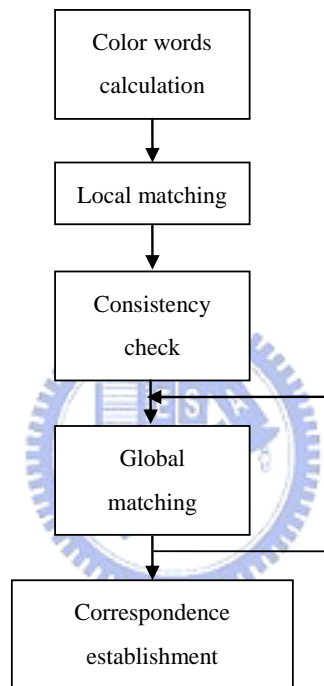 Color words
calculation
Local matching
Consistency
check
Global
matching
Correspondence
establishment